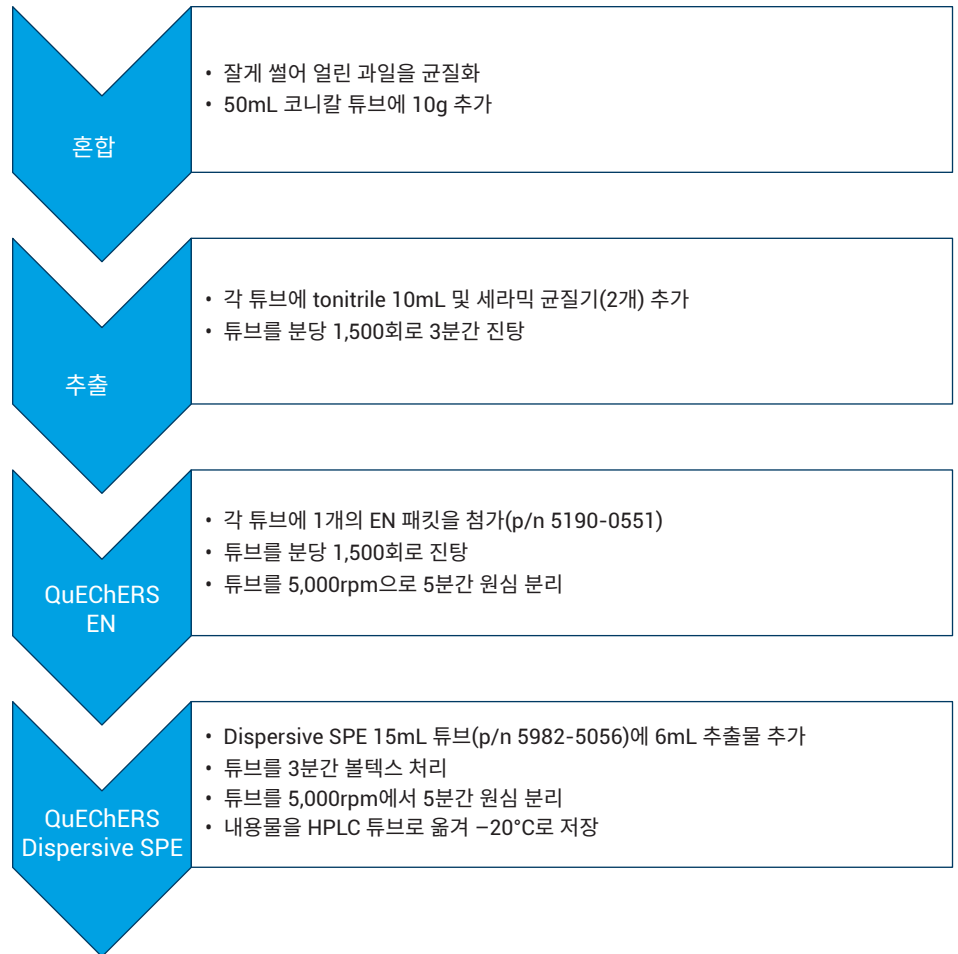 혼합
• 잘게 썰어 얼린 과일을 균질화
• 50mL 코니칼 튜브에 10g 추가
추출
• 각 튜브에 tonitrile 10mL 및 세라믹 균질기(2개) 추가
• 튜브를 분당 1,500회로 3분간 진탕
QuEChERS
EN
• 각 튜브에 1개의 EN 패킷을 첨가(p/n 5190-0551)
• 튜브를 분당 1,500회로 진탕
• 튜브를 5,000rpm으로 5분간 원심 분리
QuEChERS
Dispersive SPE
• Dispersive SPE 15mL 튜브(p/n 5982-5056)에 6mL 추출물 추가
• 튜브를 3분간 볼텍스 처리
• 튜브를 5,000rpm에서 5분간 원심 분리
• 내용물을 HPLC 튜브로 옮겨 –20°C로 저장